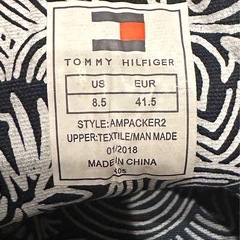 TOMMY HILFIGER
US EUR
8.5 41.5
STYLE:AMPACKER2
UPPER:TEXTILE/MAN MADE
01/2018
MADE IN CHINA